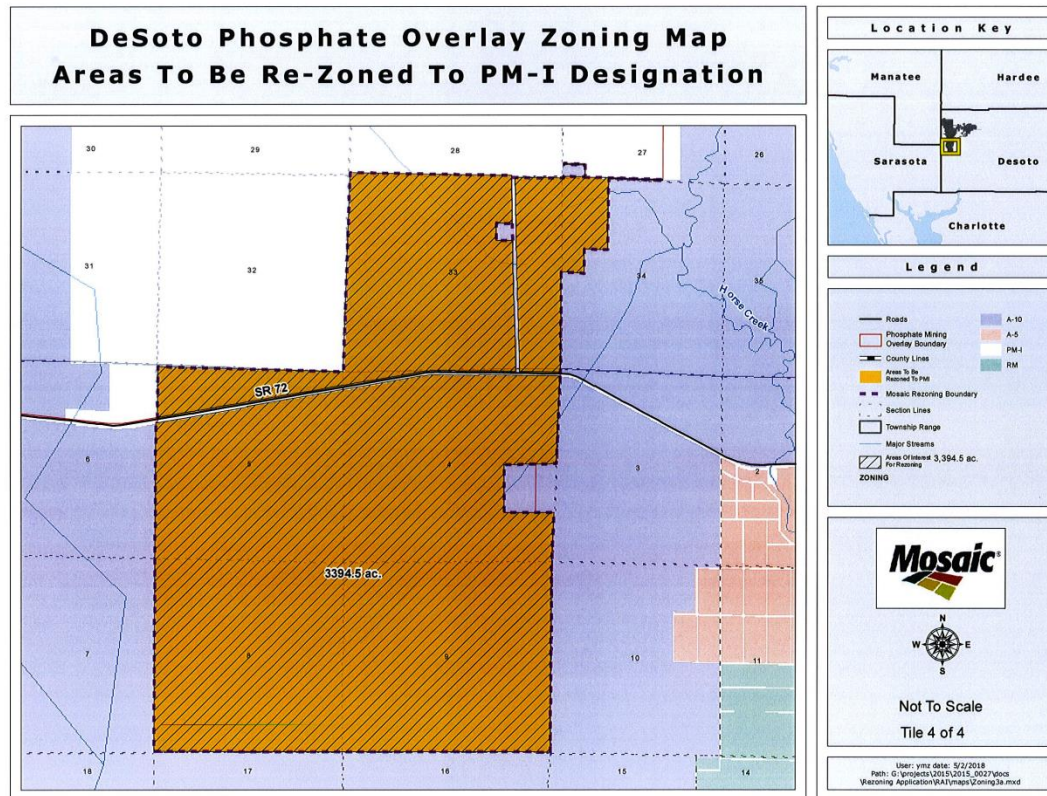 DeSoto Phosphate Overlay Zoning Map
Areas To Be Re-Zoned To PM-I Designation
30
29
28
27
26
31
32
33
34
35
Horse Creek
SR 72
6
5
4
3
2
3394.5 ac.
7
8
9
10
11
18
17
16
15
14
Location Key
Manatee
Hardee
Sarasota
Desoto
Charlotte
Legend
Roads
Phosphate Mining
Overlay Boundary
County Lines
Areas To Be
Rezoned To PMI
Mosaic Rezoning Boundary
Section Lines
Township Range
Major Streams
Areas Of Interest 3,394.5 ac.
For Rezoning
ZONING
A-10
A-5
PM-I
RM
Mosaic®
N
W E
S
Not To Scale
Tile 4 of 4
User: ymz date: 5/2/2018
Path: G:\projects\2015\2015_0027\docs
\Rezoning Application\RAI\maps\Zoning3a.mxd